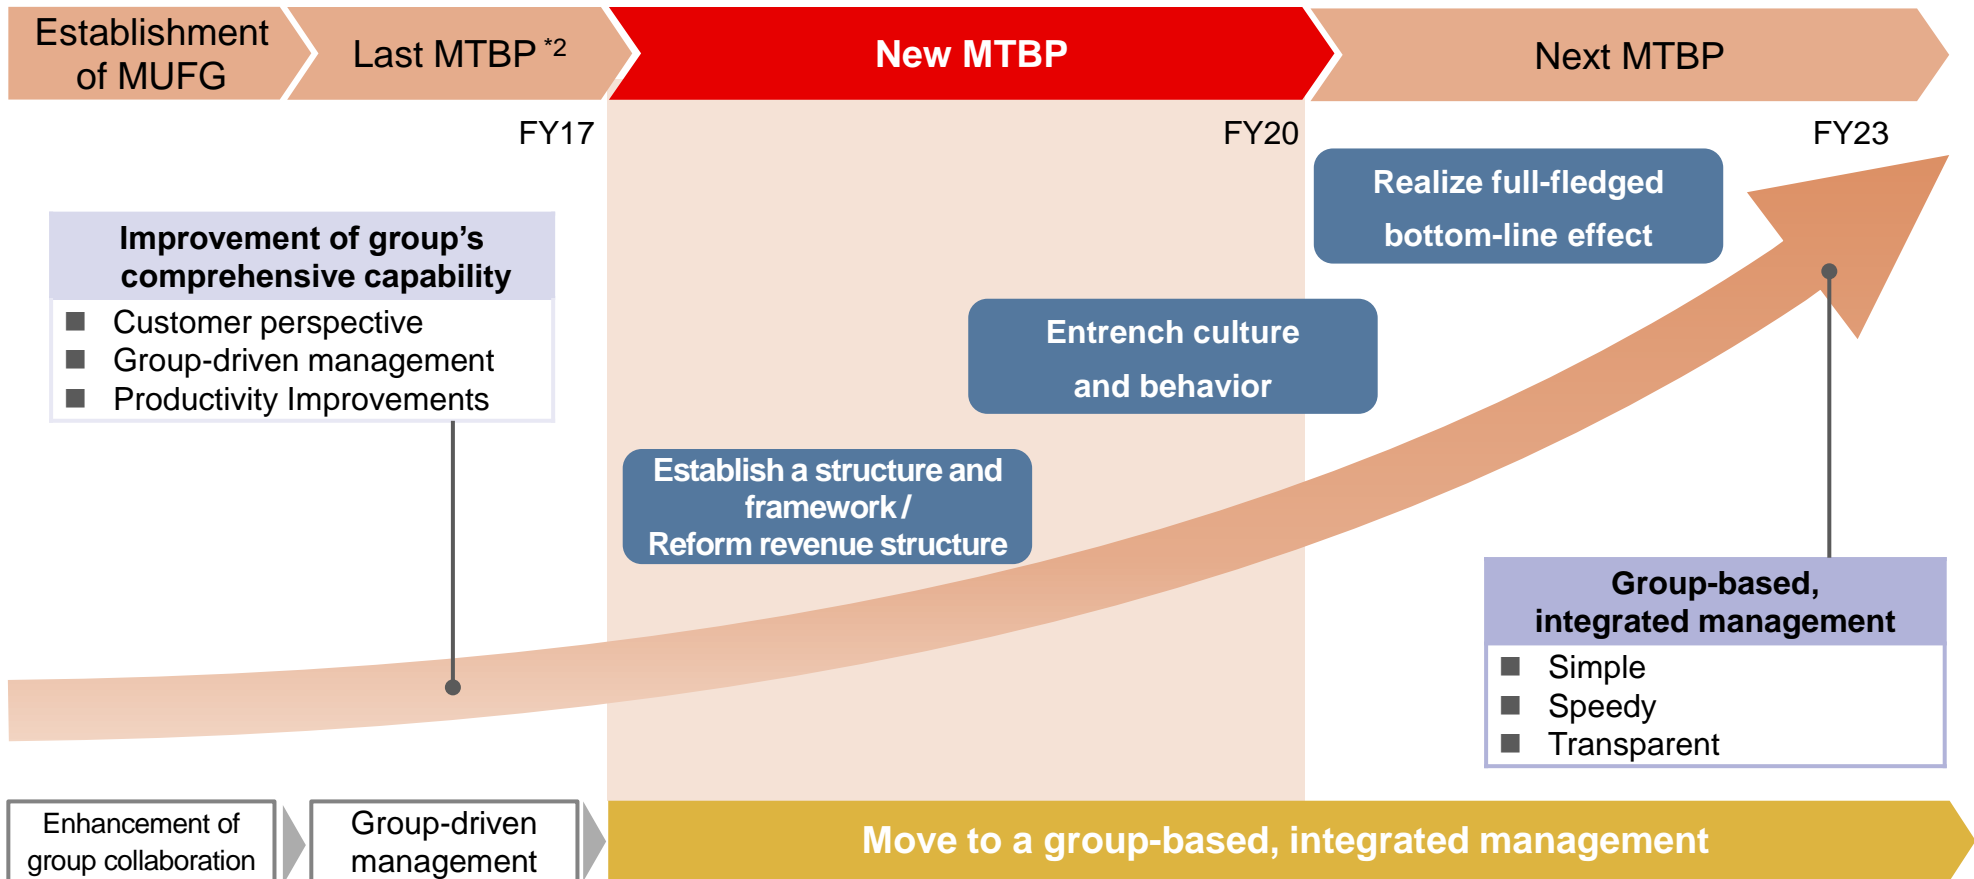 Establishment
of MUFG
Last MTBP *2
New MTBP
Next MTBP
FY17
FY20
FY23
Realize full-fledged
bottom-line effect
Improvement of group’s
comprehensive capability
■ Customer perspective
■ Group-driven management
■ Productivity Improvements
Entrench culture
and behavior
Establish a structure and
framework /
Reform revenue structure
Group-based,
integrated management
■ Simple
■ Speedy
■ Transparent
Enhancement of
group collaboration
Group-driven
management
Move to a group-based, integrated management